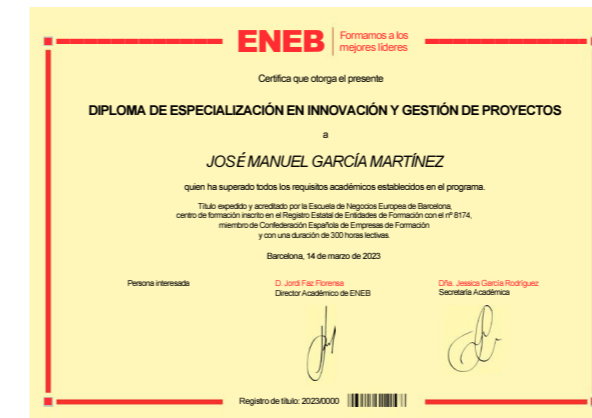 ENEB
Formamos a los
mejores líderes
Certifica que otorga el presente
DIPLOMA DE ESPECIALIZACIÓN EN INNOVACIÓN Y GESTIÓN DE PROYECTOS
a
JOSÉ MANUEL GARCÍA MARTÍNEZ
quien ha superado todos los requisitos académicos establecidos en el programa.
Título expedido y acreditado por la Escuela de Negocios Europea de Barcelona,
centro de formación inscrito en el Registro Estatal de Entidades de Formación con el nº 8174,
miembro de Confederación Española de Empresas de Formación
y con una duración de 300 horas lectivas.
Barcelona, 14 de marzo de 2023
Persona interesada
D. Jordi Faz Florensa
Director Académico de ENEB
Dña. Jessica García Rodríguez
Secretaría Académica
Registro de título: 2023/0000